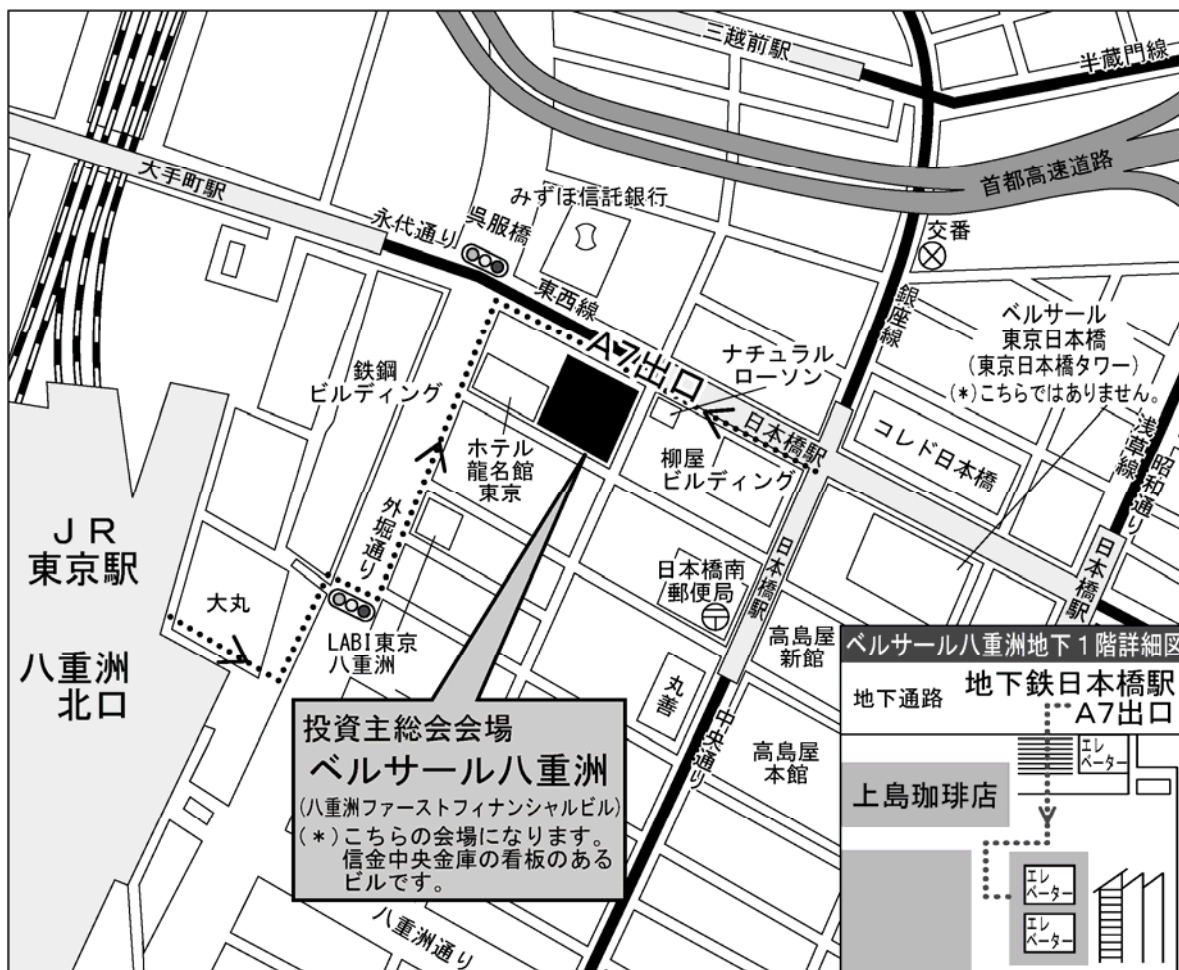 三越前駅
半蔵門線
首都高速道路
大手町駅
みずほ信託銀行
永代通り
呉服橋
東西線
交番
銀座線
ベルサール
東京日本橋
(東京日本橋タワー)
(*)こちらではありません。
A7出口
ナチュラル
ローソン
鉄鋼
ビルディング
日本橋駅
コレド日本橋
浅草線
昭和通り
ホテル
龍名館
東京
柳屋
ビルディング
外堀通り
JR
東京駅
八重洲
北口
大丸
LABI東京
八重洲
日本橋南
郵便局
日本橋駅
日本橋駅
高島屋
新館
丸善
中央通り
高島屋
本館
投資主総会会場
ベルサール八重洲
(八重洲ファーストフィナンシャルビル)
(*)こちらの会場になります。
信金中央金庫の看板のある
ビルです。
八重洲通り
ベルサール八重洲地下1階詳細図
地下通路
地下鉄日本橋駅
A7出口
エレ
ベーター
上島珈琲店
エレ
ベーター
エレ
ベーター